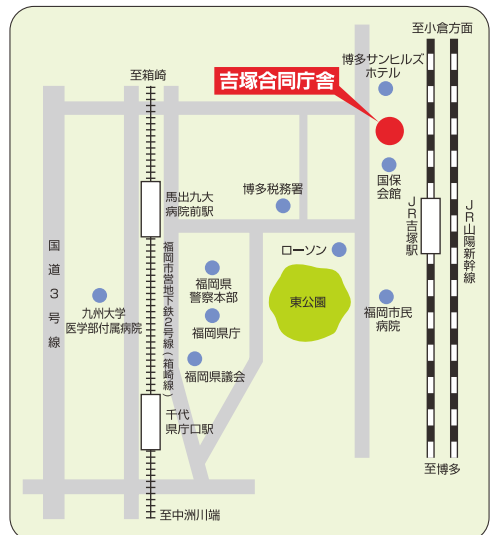 至小倉方面
博多サンヒルズ
ホテル
至箱崎
吉塚合同庁舎
国保
会館
博多税務署
馬出九大
病院前駅
JR吉塚駅
JR山陽新幹線
国道3号線
福岡市営地下鉄2号線(箱崎線)
ローソン
福岡県
警察本部
東公園
九州大学
医学部付属病院
福岡県庁
福岡市民
病院
福岡県議会
千代
県庁口駅
至博多
至中洲川端